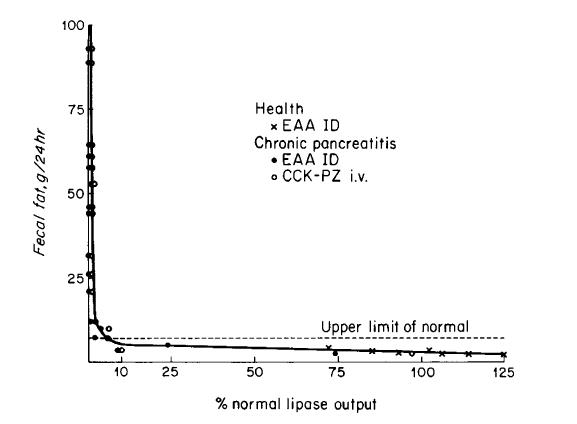 100
75
50
25
Fecal fat, g/24hr
Health
× EAA ID
Chronic pancreatitis
• EAA ID
o CCK-PZ i.v.
Upper limit of normal
10 25 50 75 100 125
% normal lipase output